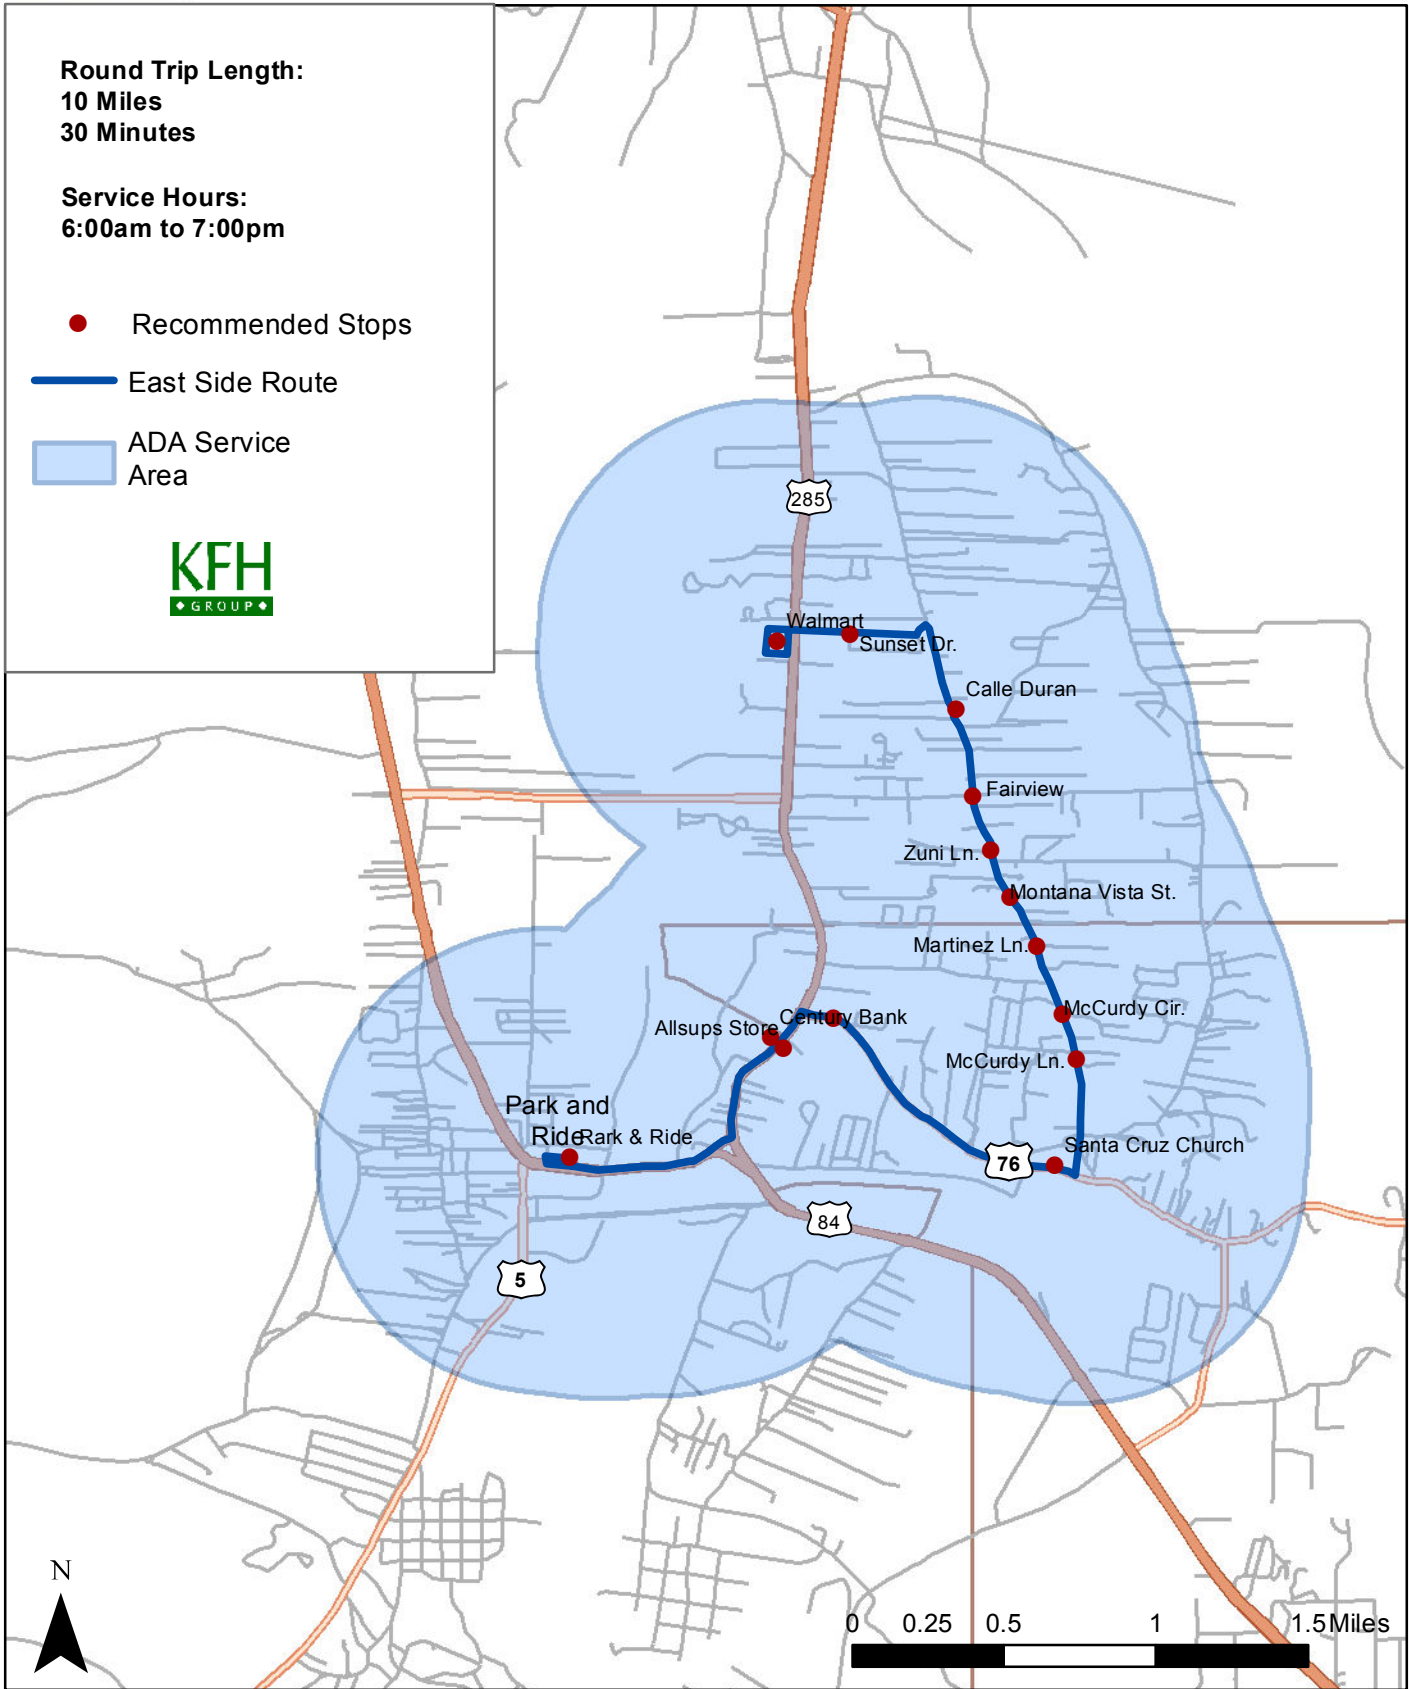 Round Trip Length:
10 Miles
30 Minutes
Service Hours:
6:00am to 7:00pm
Recommended Stops
East Side Route
ADA Service
Area
KFH
GROUP
285
Walmart
Sunset Dr.
Calle Duran
Fairview
Zuni Ln.
Montana Vista St.
Martinez Ln.
McCurdy Cir.
Century Bank
Allsups Store
McCurdy Ln.
Park and
Ride
Rark & Ride
Santa Cruz Church
76
84
5
N
0 0.25 0.5 1 1.5 Miles